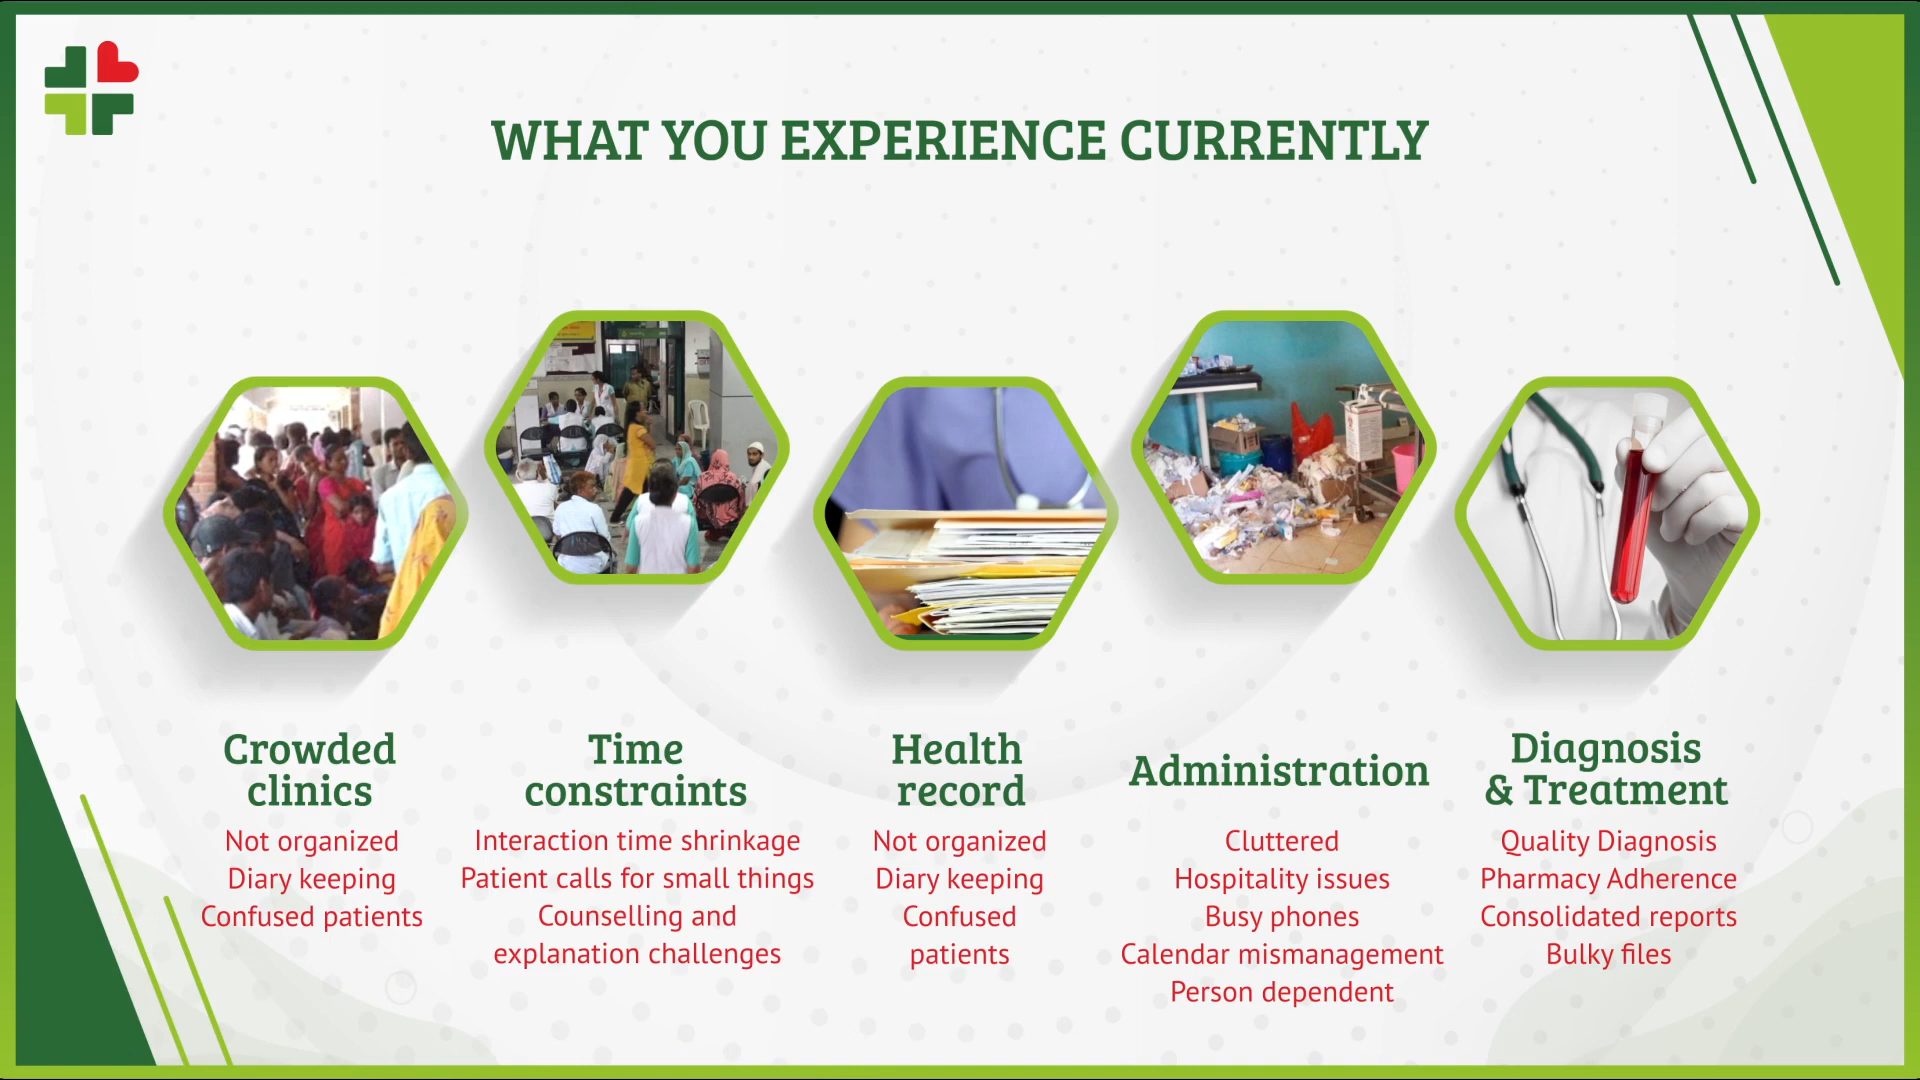 WHAT YOU EXPERIENCE CURRENTLY
Crowded
clinics
Not organized
Diary keeping
Confused patients
Time
constraints
Interaction time shrinkage
Patient calls for small things
Counselling and
explanation challenges
Health
record
Not organized
Diary keeping
Confused
patients
Administration
Cluttered
Hospitality issues
Busy phones
Calendar mismanagement
Person dependent
Diagnosis
& Treatment
Quality Diagnosis
Pharmacy Adherence
Consolidated reports
Bulky files